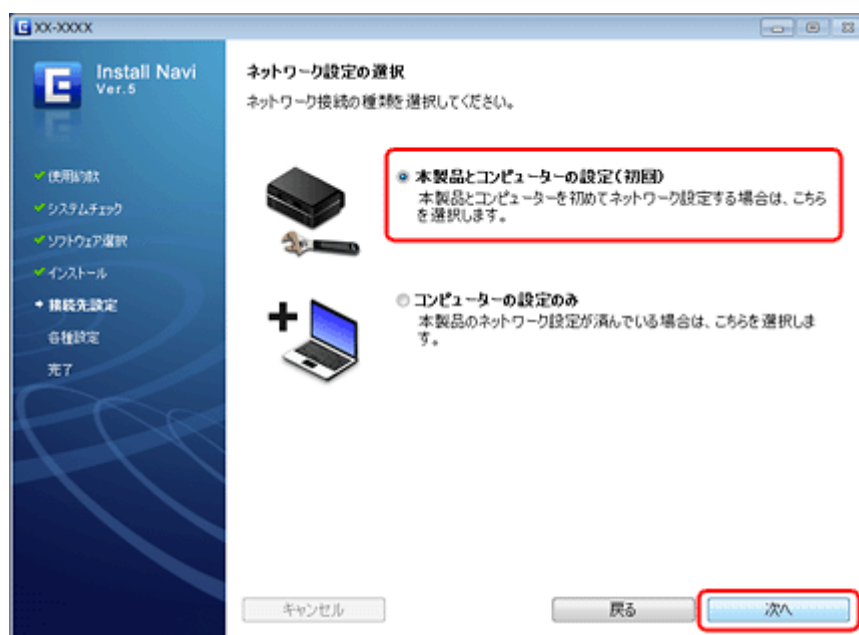 XX-XXXX
Install Navi
Ver.5
使用約款
システムチェック
ソフトウェア選択
インストール
接続先設定
各種設定
完了
ネットワーク設定の選択
ネットワーク接続の種類を選択してください。
本製品とコンピューターの設定(初回)
本製品とコンピューターを初めてネットワーク設定する場合は、こちら
を選択します。
コンピューターの設定のみ
本製品のネットワーク設定が済んでいる場合は、こちらを選択しま
す。
キャンセル
戻る
次へ